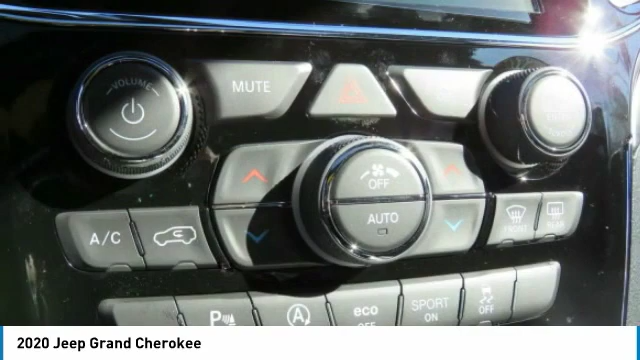 VOLUME
MUTE
OFF
AUTO
A/C
FRONT
REAR
P
A
eco
OFF
SPORT
ON
OFF
2020 Jeep Grand Cherokee